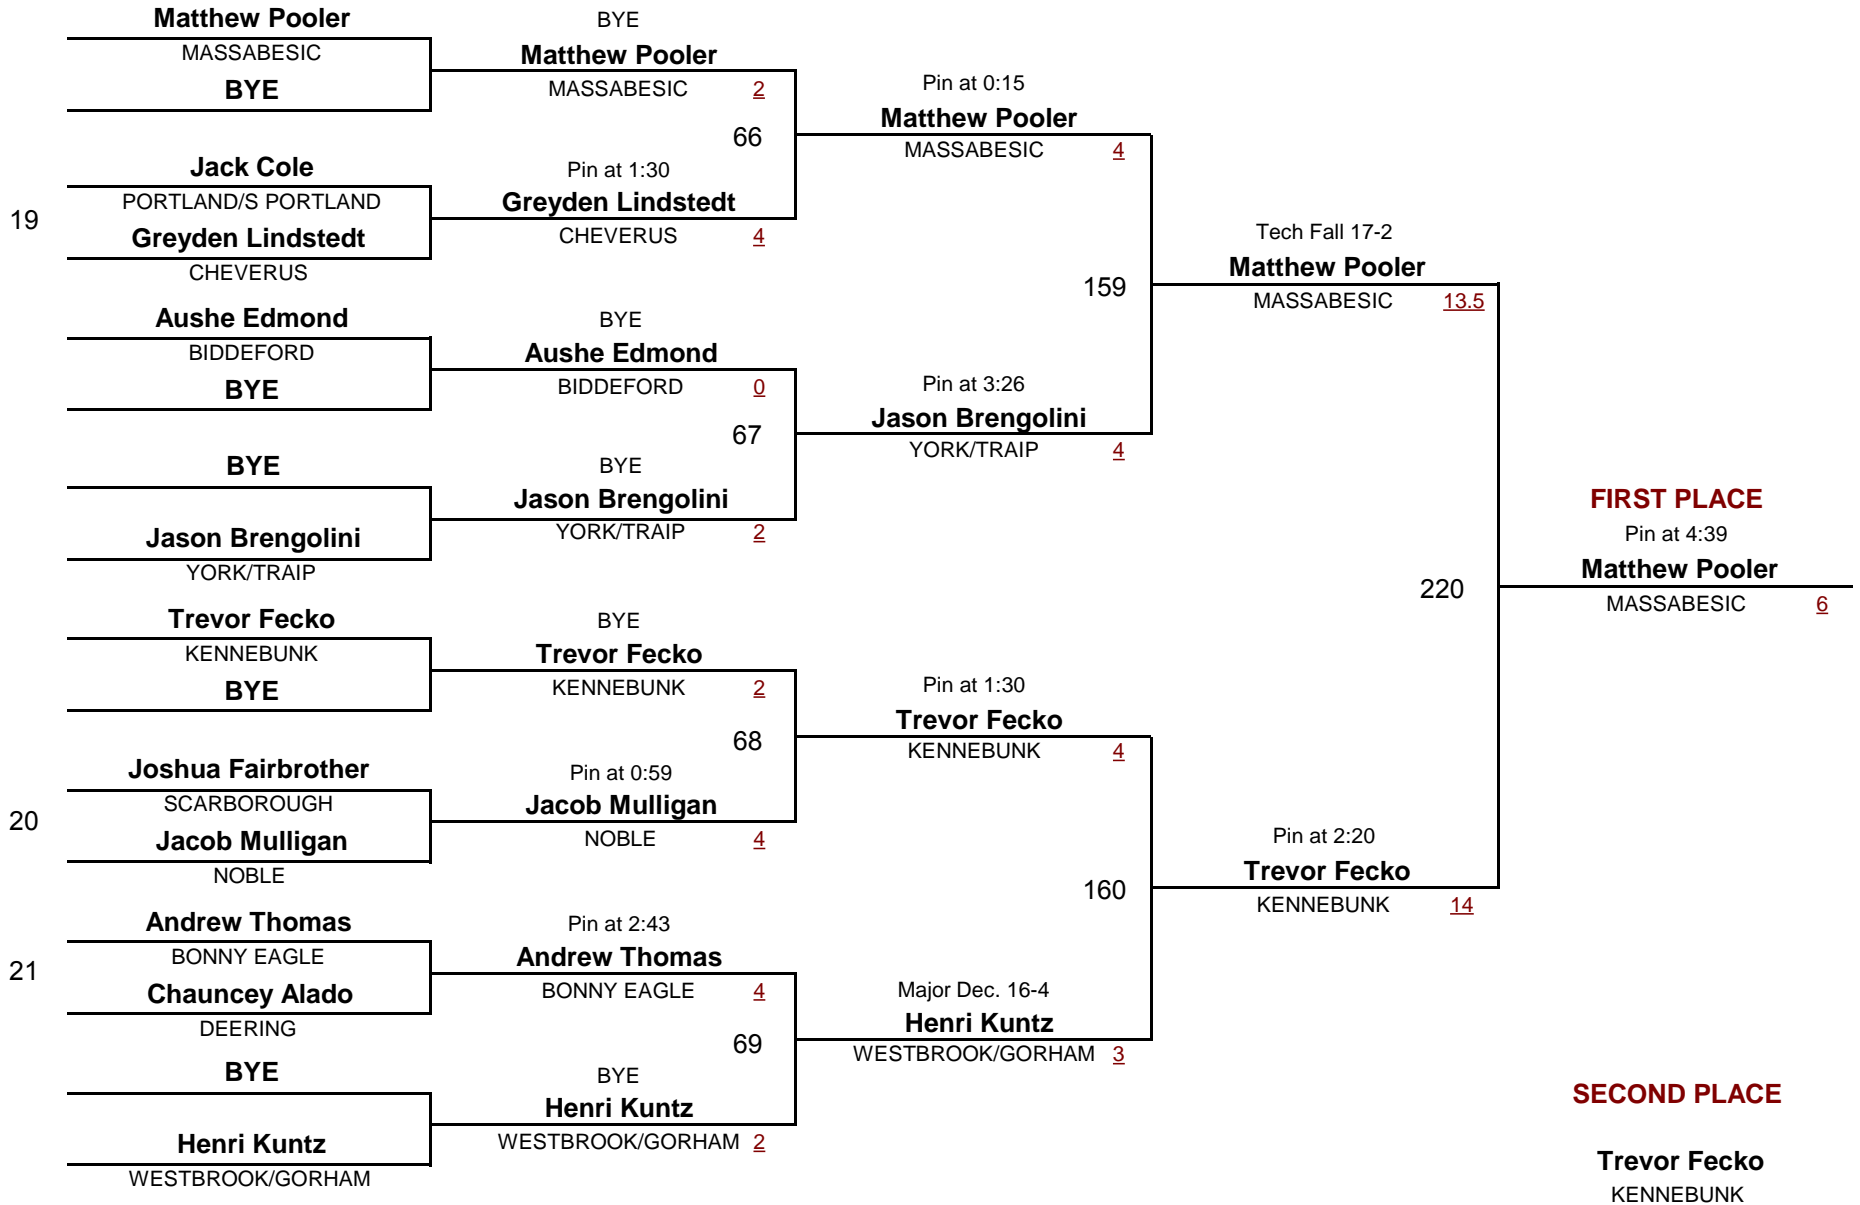 Matthew Pooler
MASSABESIC
BYE
19
Jack Cole
PORTLAND/S PORTLAND
Greyden Lindstedt
CHEVERUS
Aushe Edmond
BIDDEFORD
BYE
BYE
Jason Brengolini
YORK/TRAIP
Trevor Fecko
KENNEBUNK
BYE
20
Joshua Fairbrother
SCARBOROUGH
Jacob Mulligan
NOBLE
21
Andrew Thomas
BONNY EAGLE
Chauncey Alado
DEERING
BYE
Henri Kuntz
WESTBROOK/GORHAM
BYE
Matthew Pooler
MASSABESIC 2
66
Pin at 1:30
Greyden Lindstedt
CHEVERUS 4
BYE
Aushe Edmond
BIDDEFORD 0
67
BYE
Jason Brengolini
YORK/TRAIP 2
BYE
Trevor Fecko
KENNEBUNK 2
68
Pin at 0:59
Jacob Mulligan
NOBLE 4
Pin at 2:43
Andrew Thomas
BONNY EAGLE 4
69
BYE
Henri Kuntz
WESTBROOK/GORHAM 2
Pin at 0:15
Matthew Pooler
MASSABESIC 4
159
Pin at 3:26
Jason Brengolini
YORK/TRAIP 4
Pin at 1:30
Trevor Fecko
KENNEBUNK 4
160
Major Dec. 16-4
Henri Kuntz
WESTBROOK/GORHAM 3
Tech Fall 17-2
Matthew Pooler
MASSABESIC 13.5
220
Pin at 2:20
Trevor Fecko
KENNEBUNK 14
FIRST PLACE
Pin at 4:39
Matthew Pooler
MASSABESIC 6
SECOND PLACE
Trevor Fecko
KENNEBUNK